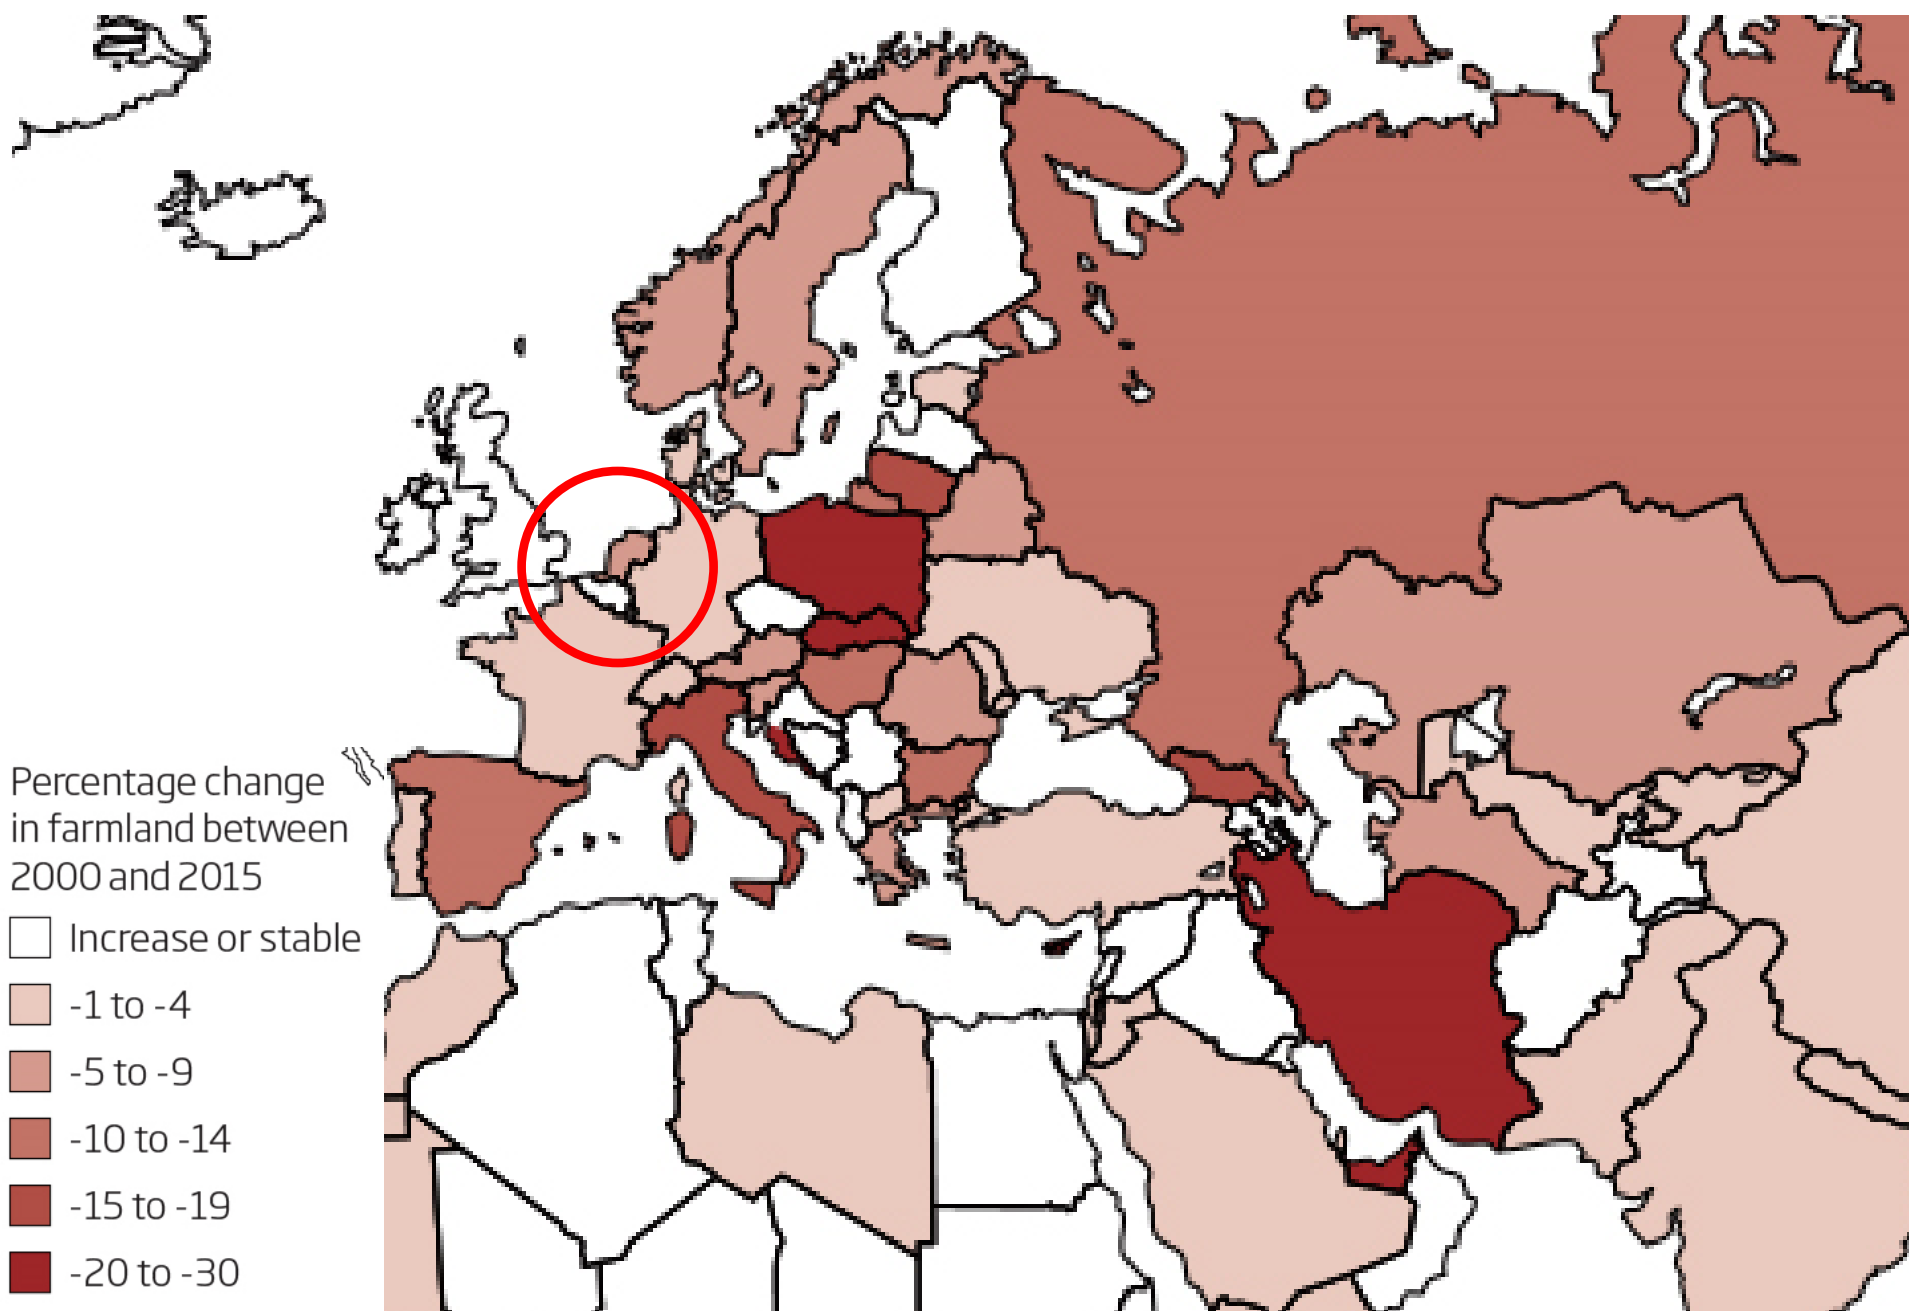 Percentage change
in farmland between
2000 and 2015
Increase or stable
-1 to -4
-5 to -9
-10 to -14
-15 to -19
-20 to -30